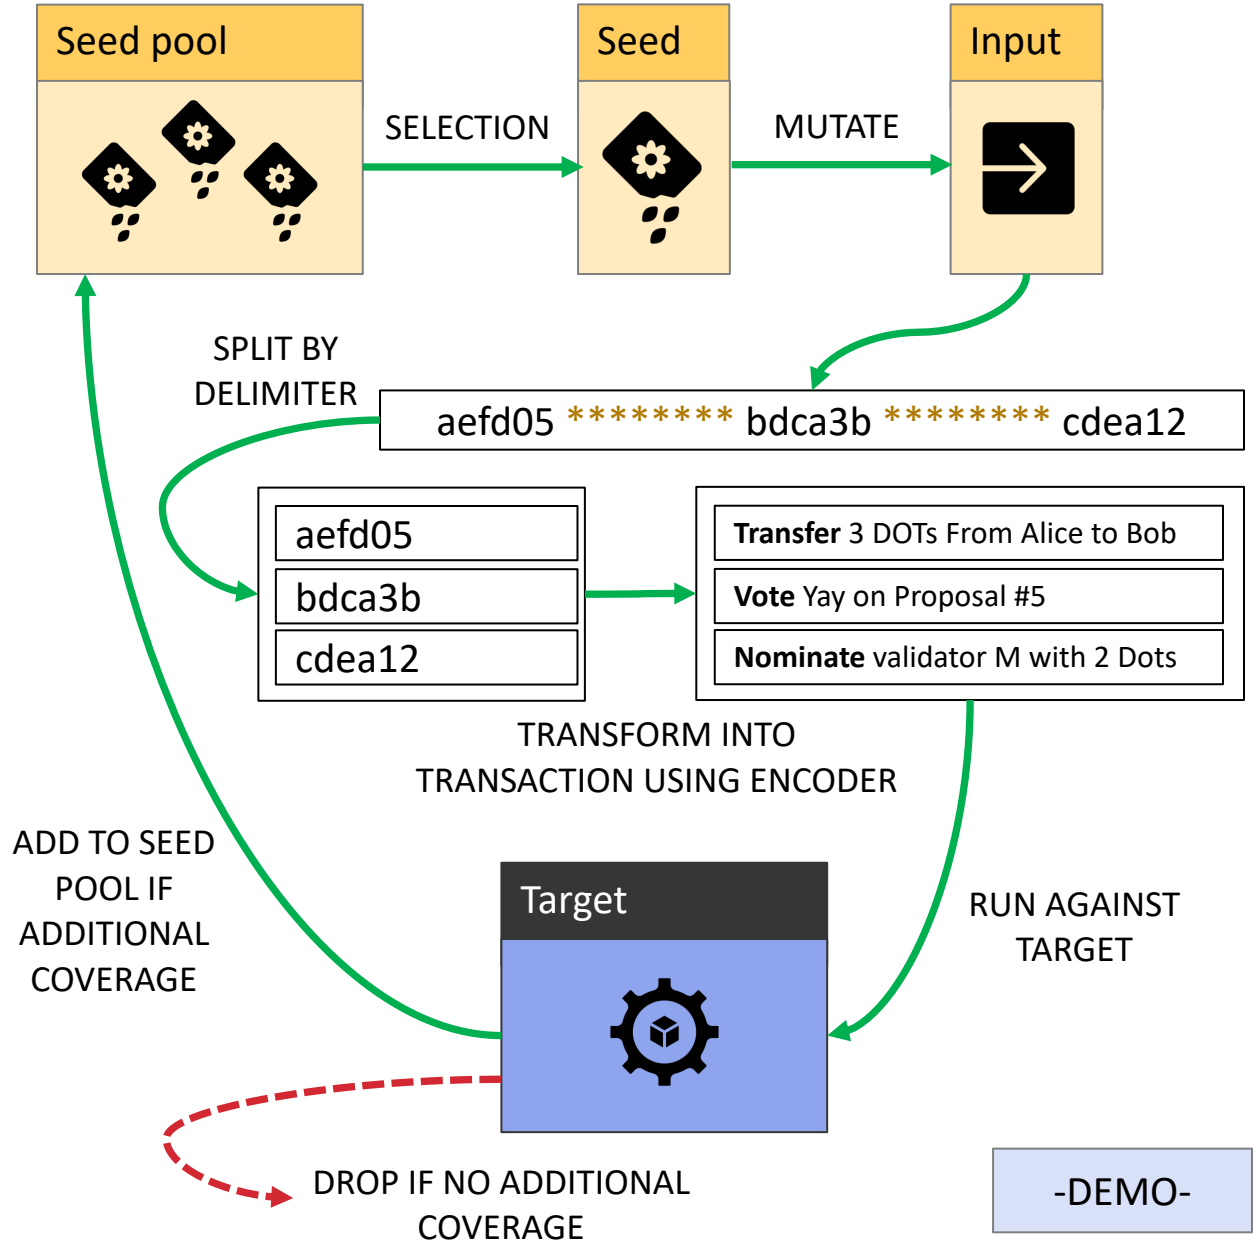 Seed pool
SELECTION
Seed
MUTATE
Input
SPLIT BY
DELIMITER
aefd05 ******** bdca3b ******** cdea12
aefd05
bdca3b
cdea12
Transfer 3 DOTs From Alice to Bob
Vote Yay on Proposal #5
Nominate validator M with 2 Dots
TRANSFORM INTO
TRANSACTION USING ENCODER
ADD TO SEED
POOL IF
ADDITIONAL
COVERAGE
Target
RUN AGAINST
TARGET
DROP IF NO ADDITIONAL
COVERAGE
-DEMO-